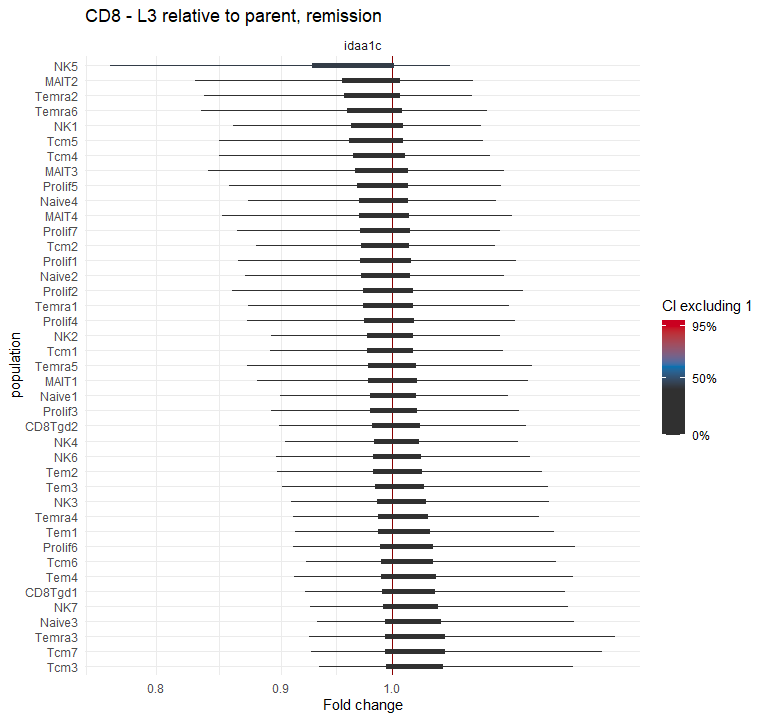 CD8 - L3 relative to parent, remission
idaa1c
NK5
MAIT2
Temra2
Temra6
NK1
Tcm5
Tcm4
MAIT3
Prolif5
Naive4
MAIT4
Prolif7
Tcm2
Prolif1
Naive2
Prolif2
Temra1
Prolif4
NK2
Tcm1
Temra5
MAIT1
Naive1
Prolif3
CD8Tgd2
NK4
NK6
Tem2
Tem3
NK3
Temra4
Tem1
Prolif6
Tcm6
Tem4
CD8Tgd1
NK7
Naive3
Temra3
Tcm7
Tcm3
population
0.8 0.9 1.0
Fold change
CI excluding 1
95%
50%
0%